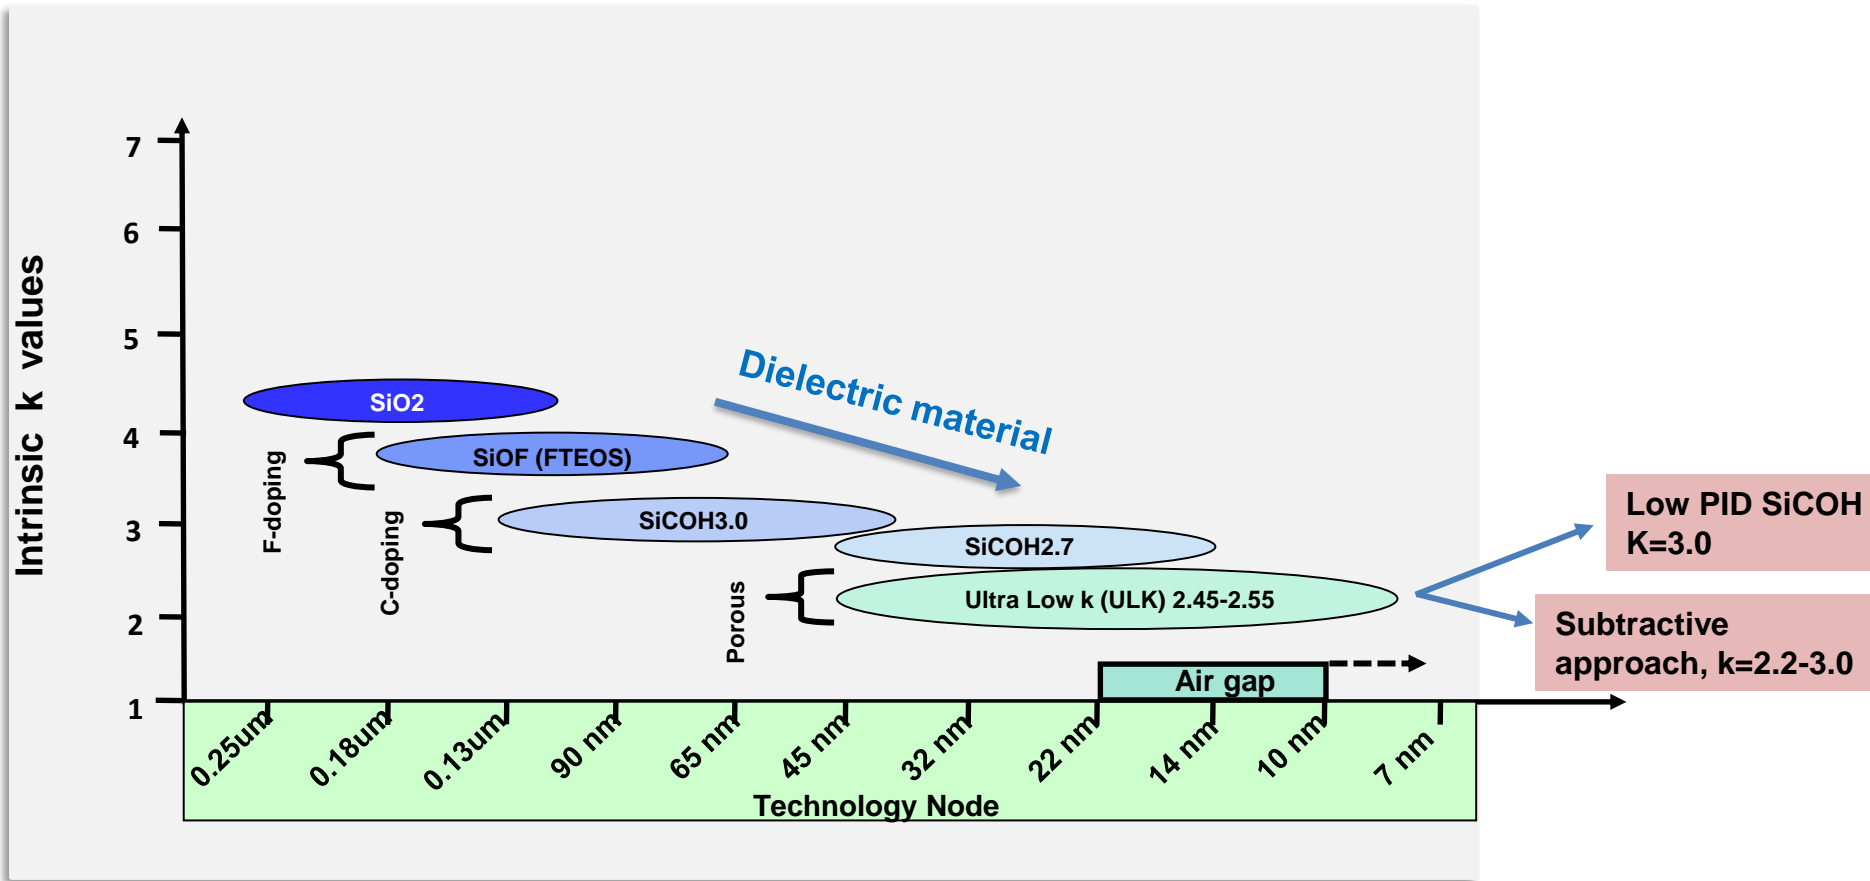 Intrinsic k values
7
6
5
4
3
2
1
SiO2
F-doping
SiOF (FTEOS)
C-doping
SiCOH3.0
Dielectric material
SiCOH2.7
Porous
Ultra Low k (ULK) 2.45-2.55
Air gap
Low PID SiCOH
K=3.0
Subtractive
approach, k=2.2-3.0
0.25um
0.18um
0.13um
90 nm
65 nm
45 nm
32 nm
22 nm
14 nm
10 nm
7 nm
Technology Node